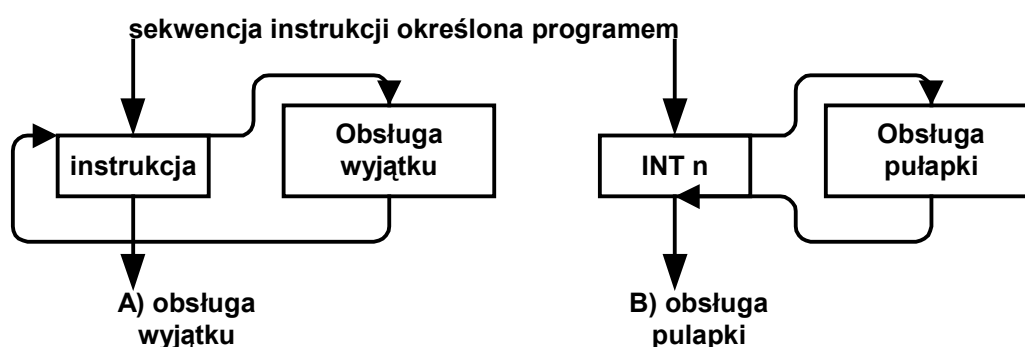 sekwencja instrukcji określona programem
instrukcja
Obsługa
wyjątku
INT n
Obsługa
pułapki
A) obsługa
wyjątku
B) obsługa
pulapki